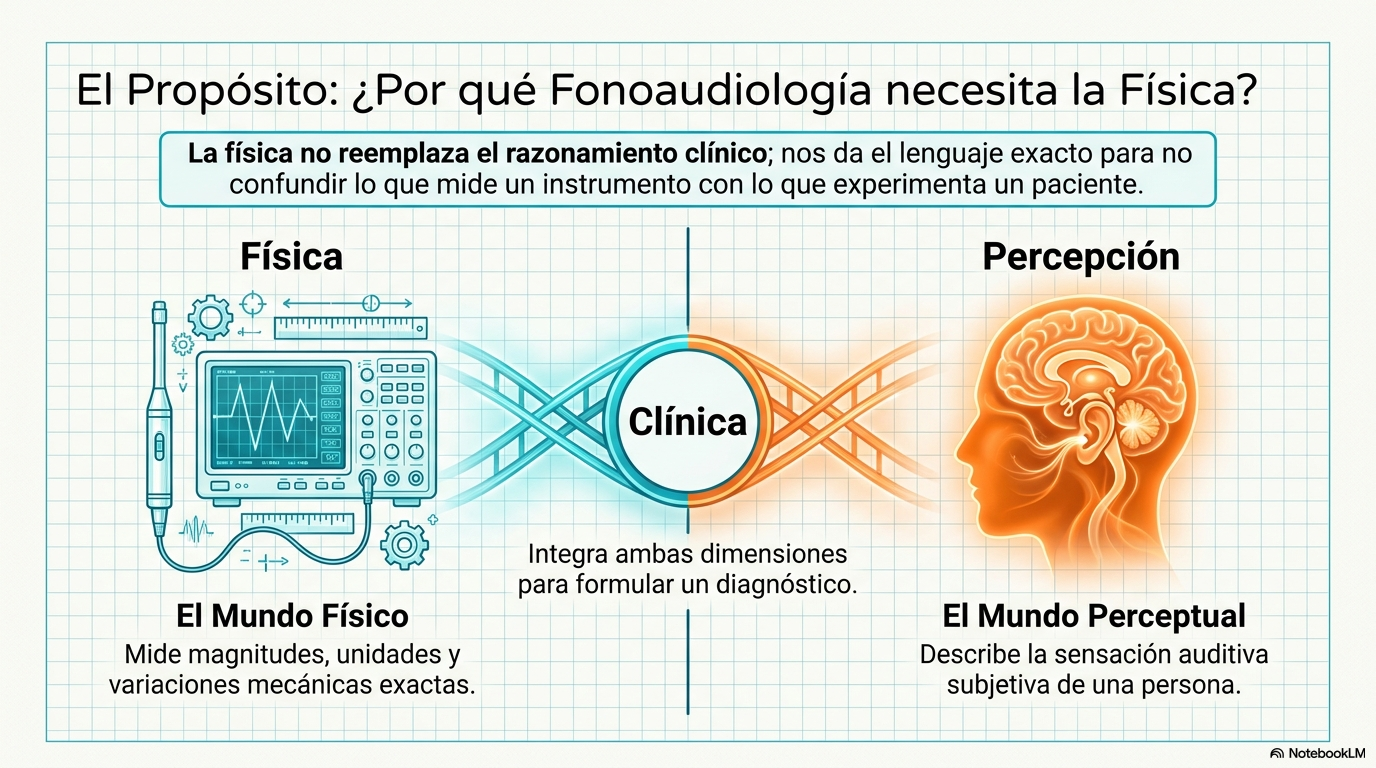 El Propósito: ¿Por qué Fonoaudiología necesita la Física?
La física no reemplaza el razonamiento clínico; nos da el lenguaje exacto para no
confundir lo que mide un instrumento con lo que experimenta un paciente.
Física
Percepción
Clínica
Integra ambas dimensiones
para formular un diagnóstico.
El Mundo Físico
Mide magnitudes, unidades y
variaciones mecánicas exactas.
El Mundo Perceptual
Describe la sensación auditiva
subjetiva de una persona.
NotebookLM